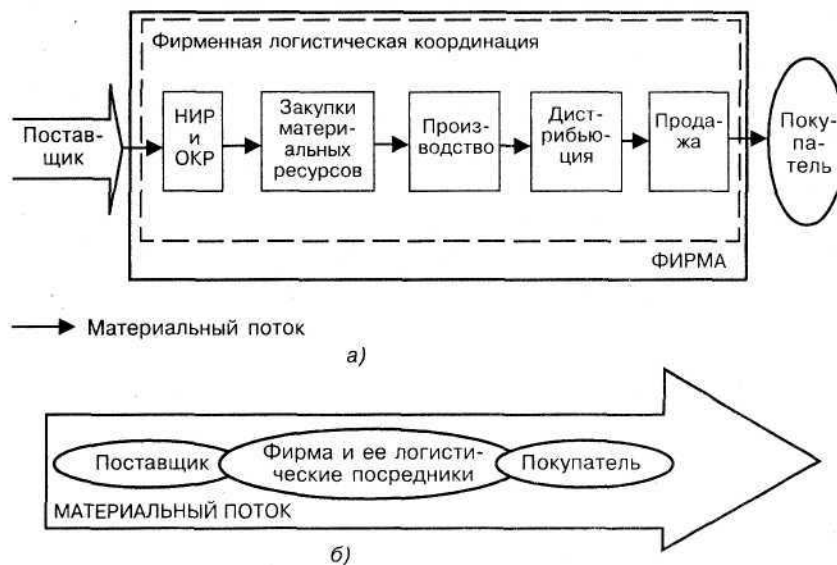 Фирменная логистическая координация
Постав-
щик
НИР
и
ОКР
Закупки
матери-
альных
ресурсов
Произ-
водство
Дист-
рибью-
ция
Прода-
жа
Поку-
па-
тель
ФИРМА
Материальный поток
а)
Поставщик
Фирма и ее логисти-
ческие посредники
Покупатель
МАТЕРИАЛЬНЫЙ ПОТОК
б)